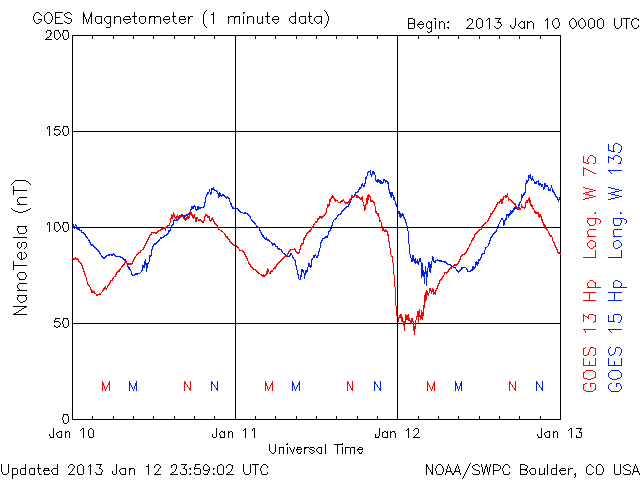 GOES Magnetometer (1 minute data)
Begin: 2013 Jan 10 0000 UTC
200
150
100
50
0
NanoTesla (nT)
M M N N M M N N M M N N
Jan 10 Jan 11 Jan 12 Jan 13
Universal Time
GOES 13 Hp Long. W 75
GOES 15 Hp Long. W 135
Updated 2013 Jan 12 23:59:02 UTC
NOAA/SWPC Boulder, CO USA